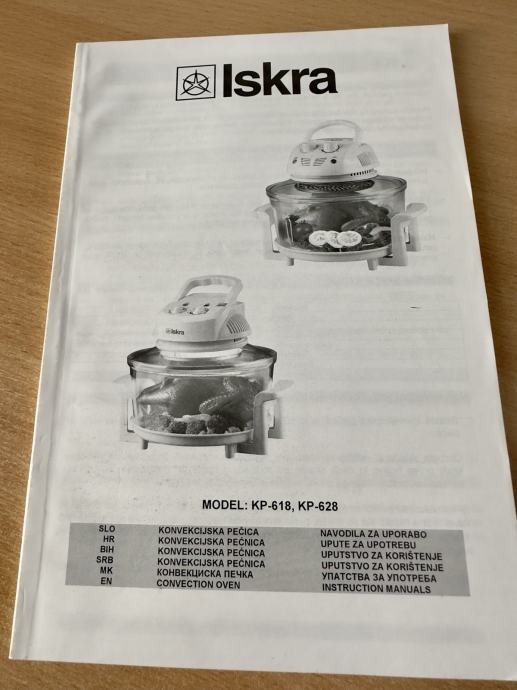 Iskra
Iskra
MODEL: KP-618, KP-628
SLO KONVEKCIJSKA PEČICA NAVODILA ZA UPORABO
HR KONVEKCIJSKA PEĆNICA UPUTE ZA UPOTREBU
BIH KONVEKCIJSKA PEĆNICA UPUTSTVO ZA KORIŠTENJE
SRB KONVEKCIJSKA PEĆNICA UPUTSTVO ZA KORIŠTENJE
MK КОНВЕКЦИСКА ПЕЧКА УПАТСТВА ЗА УПОТРЕБА
EN CONVECTION OVEN INSTRUCTION MANUALS